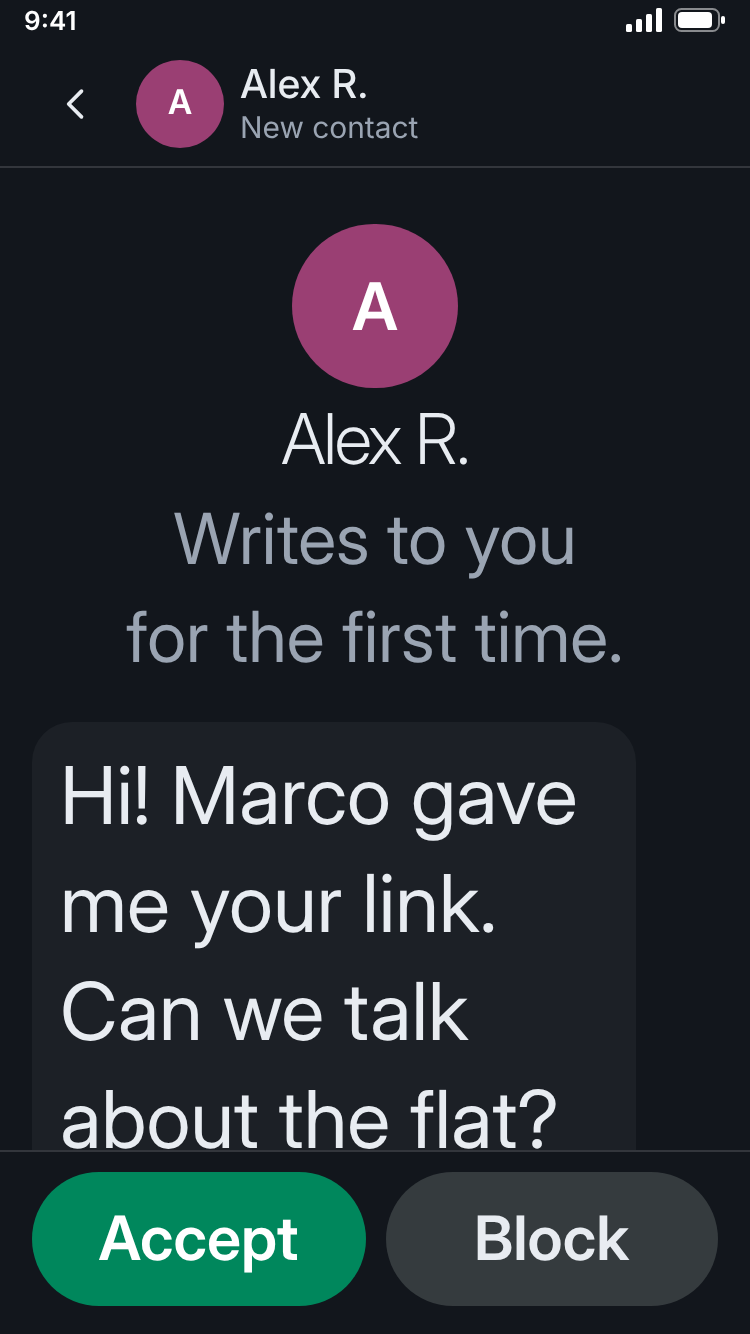 9:41
A
Alex R.
New contact
A
Alex R.
Writes to you
for the first time.
Hi! Marco gave
me your link.
Can we talk
about the flat?
Accept
Block